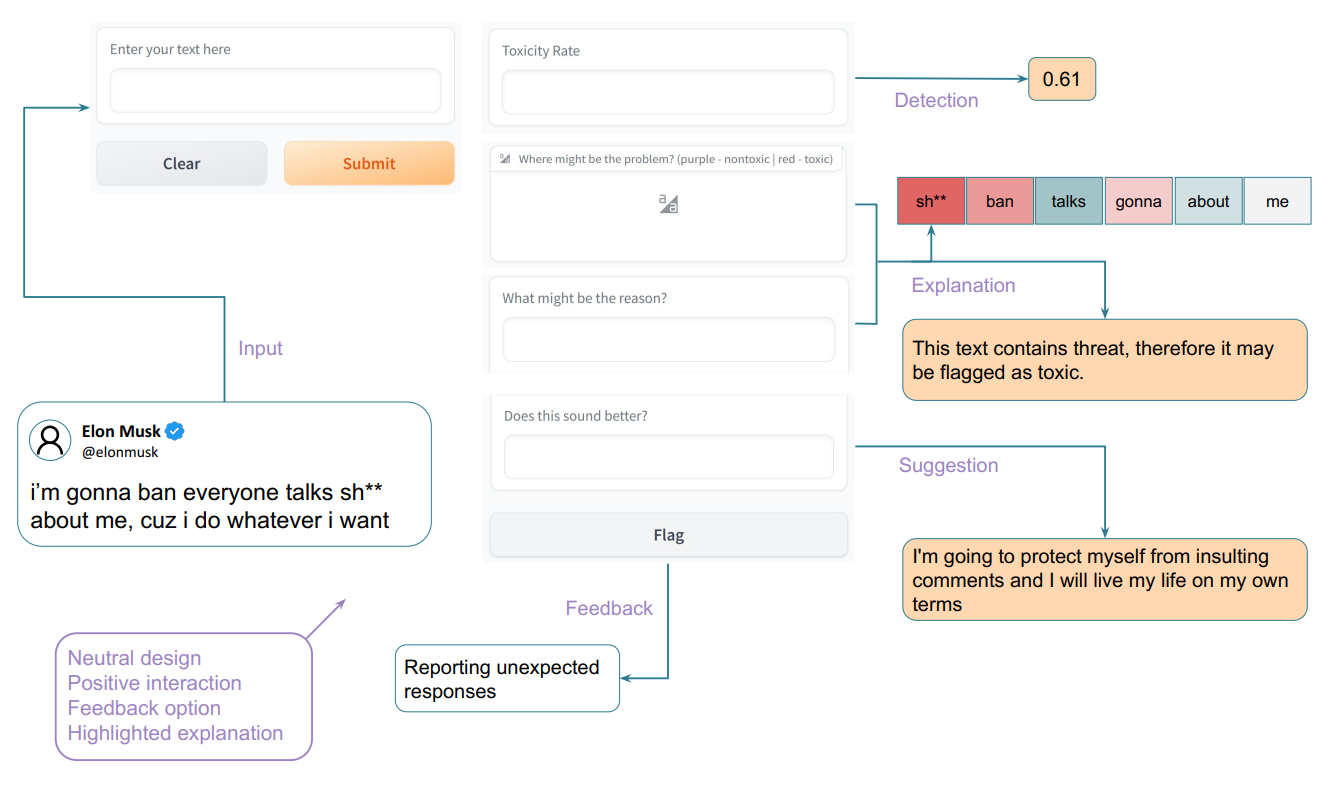 Enter your text here
Clear
Submit
Input
Elon Musk
@elonmusk
i’m gonna ban everyone talks sh**
about me, cuz i do whatever i want
Neutral design
Positive interaction
Feedback option
Highlighted explanation
Toxicity Rate
Where might be the problem? (purple - nontoxic | red - toxic)
a
a
What might be the reason?
Does this sound better?
Flag
Feedback
Reporting unexpected
responses
Detection
0.61
sh** ban talks gonna about me
Explanation
This text contains threat, therefore it may
be flagged as toxic.
Suggestion
I'm going to protect myself from insulting
comments and I will live my life on my own
terms